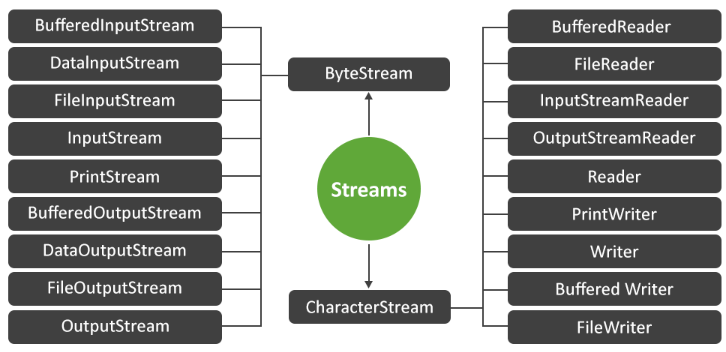 BufferedInputStream
DataInputStream
FileInputStream
InputStream
PrintStream
BufferedOutputStream
DataOutputStream
FileOutputStream
OutputStream
ByteStream
Streams
CharacterStream
BufferedReader
FileReader
InputStreamReader
OutputStreamReader
Reader
PrintWriter
Writer
Buffered Writer
FileWriter